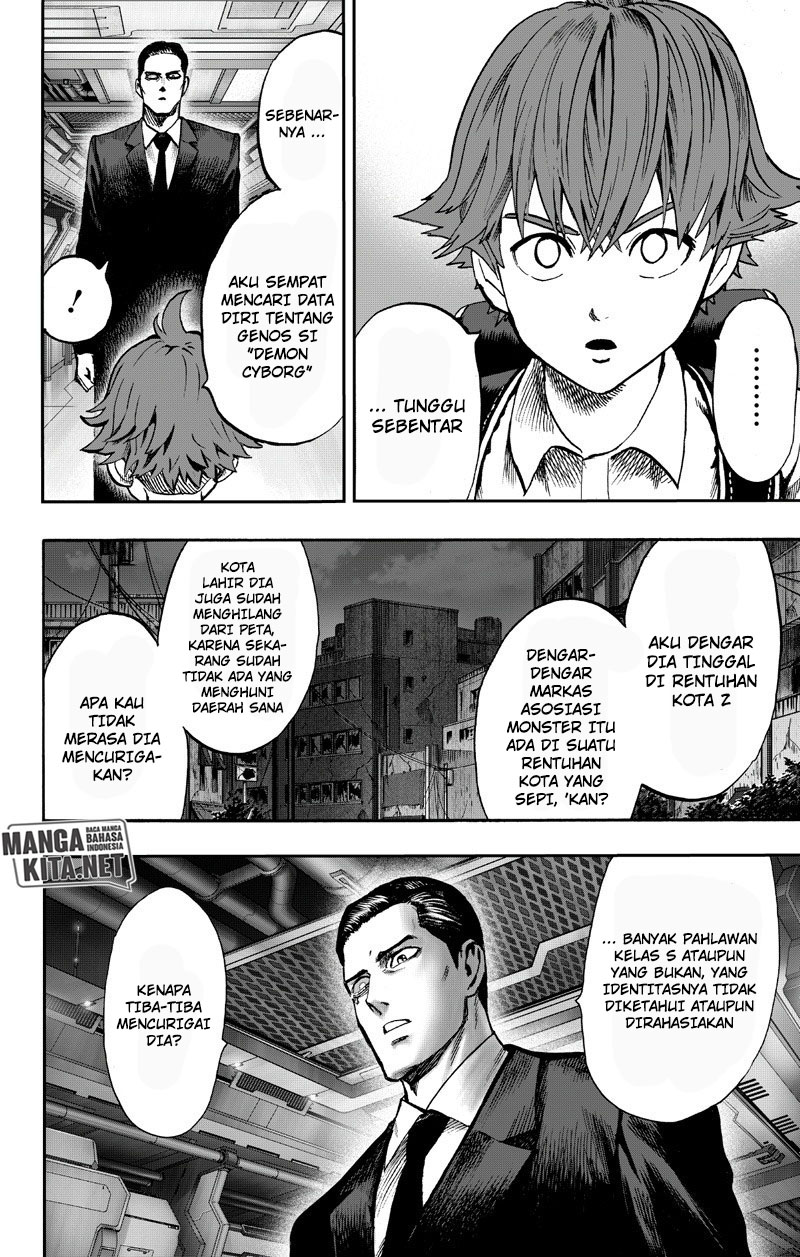 .........
... TUNGGU
SEBENTAR
SEBENAR-
NYA ...
AKU SEMPAT
MENCARI DATA
DIRI TENTANG
GENOS SI
"DEMON
CYBORG"
!
AKU DENGAR
DIA TINGGAL
DI RENTUHAN
KOTA Z
DENGAR-
DENGAR
MARKAS
ASOSIASI
MONSTER ITU
ADA DI SUATU
RENTUHAN
KOTA YANG
SEPI, 'KAN?
KOTA
LAHIR DIA
JUGA SUDAH
MENGHILANG
DARI PETA,
KARENA SEKA-
RANG SUDAH
TIDAK ADA YANG
MENGHUNI
DAERAH SANA
APA KAU
TIDAK
MERASA DIA
MENCURIGA-
KAN?
MANGA
KITA.NET
BACA MANGA
BAHASA
INDONESIA
... BANYAK PAHLAWAN
KELAS S ATAUPUN
YANG BUKAN, YANG
IDENTITASNYA TIDAK
DIKETAHUI ATAUPUN
DIRAHASIAKAN
KENAPA
TIBA-TIBA
MENCURIGAI
DIA?